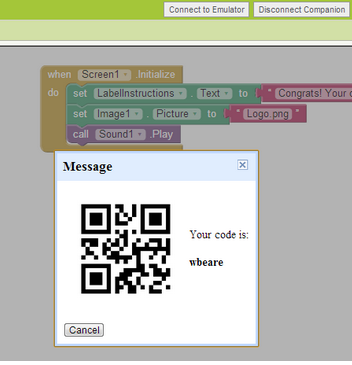 Connect to Emulator Disconnect Companion
when Screen1 .Initialize
do set LabelInstructions . Text to " Congrats! Your
set Image1 . Picture to " Logo.png "
call Sound1 .Play
Message
Your code is:
wbeare
Cancel